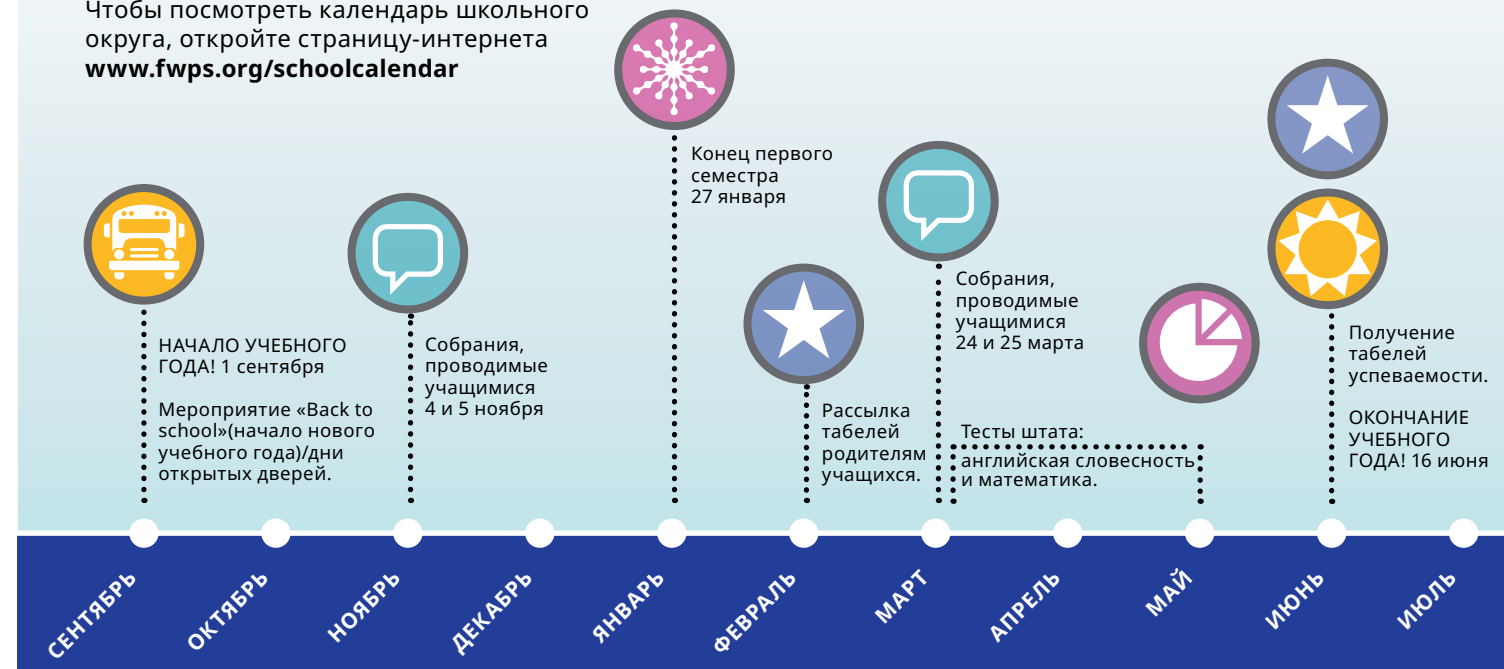 Чтобы посмотреть календарь школьного
округа, откройте страницу-интернета
www.fwps.org/schoolcalendar
НАЧАЛО УЧЕБНОГО
ГОДА! 1 сентября
Мероприятие «Back to
school»(начало нового
учебного года)/дни
открытых дверей.
Собрания,
проводимые
учащимися
4 и 5 ноября
Конец первого
семестра
27 января
Рассылка
табелей
родителям
учащихся.
Собрания,
проводимые
учащимися
24 и 25 марта
Тесты штата:
английская словесность
и математика.
Получение
табелей
успеваемости.
ОКОНЧАНИЕ
УЧЕБНОГО
ГОДА! 16 июня
СЕНТЯБРЬ
ОКТЯБРЬ
НОЯБРЬ
ДЕКАБРЬ
ЯНВАРЬ
ФЕВРАЛЬ
МАРТ
АПРЕЛЬ
МАЙ
ИЮНЬ
ИЮЛЬ